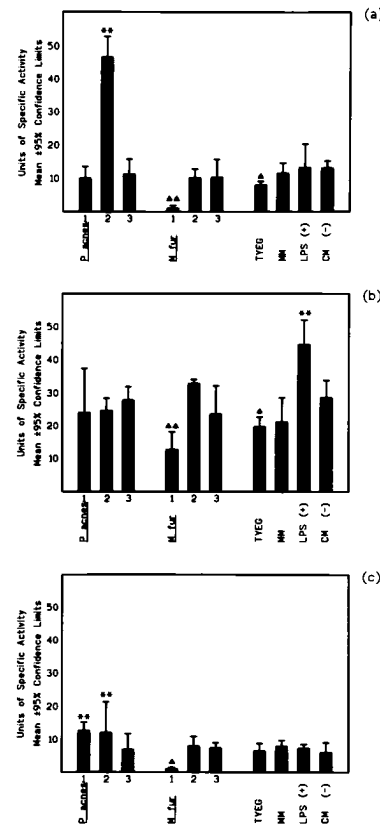 (a)
Units of Specific Activity
Mean ±95% Confidence Limits
50
40
30
20
10
**
▲▲
▲
1 2 3 1 2 3
P acnes
M fur
TYEG
MM
LPS (+)
CM (-)
(b)
Units of Specific Activity
Mean ±95% Confidence Limits
50
40
30
20
10
▲▲
▲
**
1 2 3 1 2 3
P acnes
M fur
TYEG
MM
LPS (+)
CM (-)
(c)
Units of Specific Activity
Mean ±95% Confidence Limits
50
40
30
20
10
**
**
▲
1 2 3 1 2 3
P acnes
M fur
TYEG
MM
LPS (+)
CM (-)